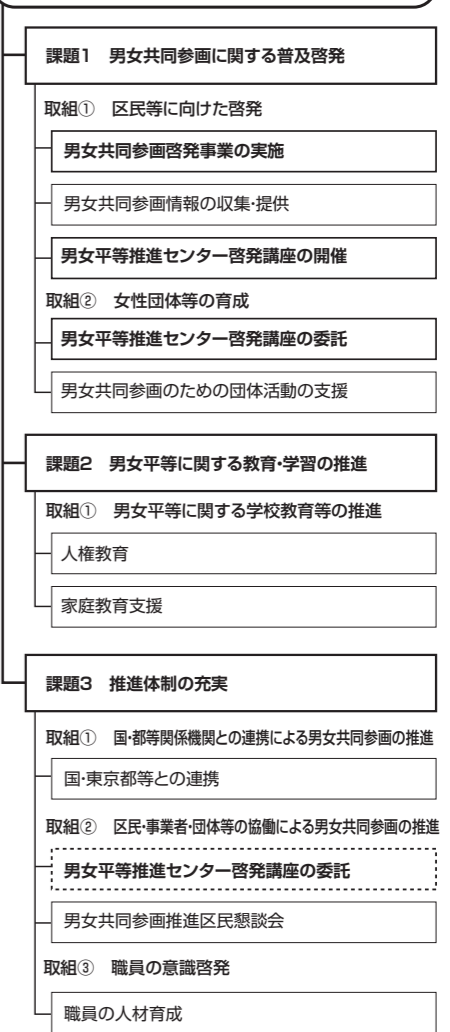 課題1 男女共同参画に関する普及啓発
取組① 区民等に向けた啓発
男女共同参画啓発事業の実施
男女共同参画情報の収集・提供
男女平等推進センター啓発講座の開催
取組② 女性団体等の育成
男女平等推進センター啓発講座の委託
男女共同参画のための団体活動の支援
課題2 男女平等に関する教育・学習の推進
取組① 男女平等に関する学校教育等の推進
人権教育
家庭教育支援
課題3 推進体制の充実
取組① 国・都等関係機関との連携による男女共同参画の推進
国・東京都等との連携
取組② 区民・事業者・団体等の協働による男女共同参画の推進
男女平等推進センター啓発講座の委託
男女共同参画推進区民懇談会
取組③ 職員の意識啓発
職員の人材育成